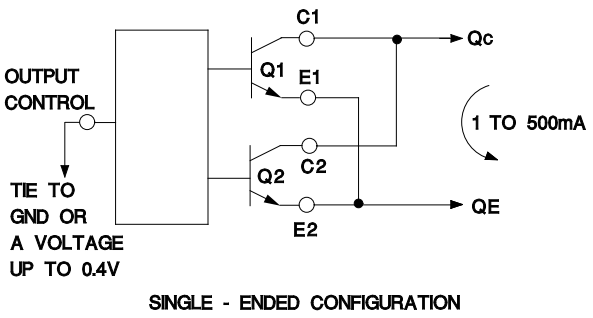 C1
Qc
Q1
E1
OUTPUT
CONTROL
1 TO 500mA
C2
Q2
TIE TO
GND OR
A VOLTAGE
UP TO 0.4V
QE
E2
SINGLE - ENDED CONFIGURATION